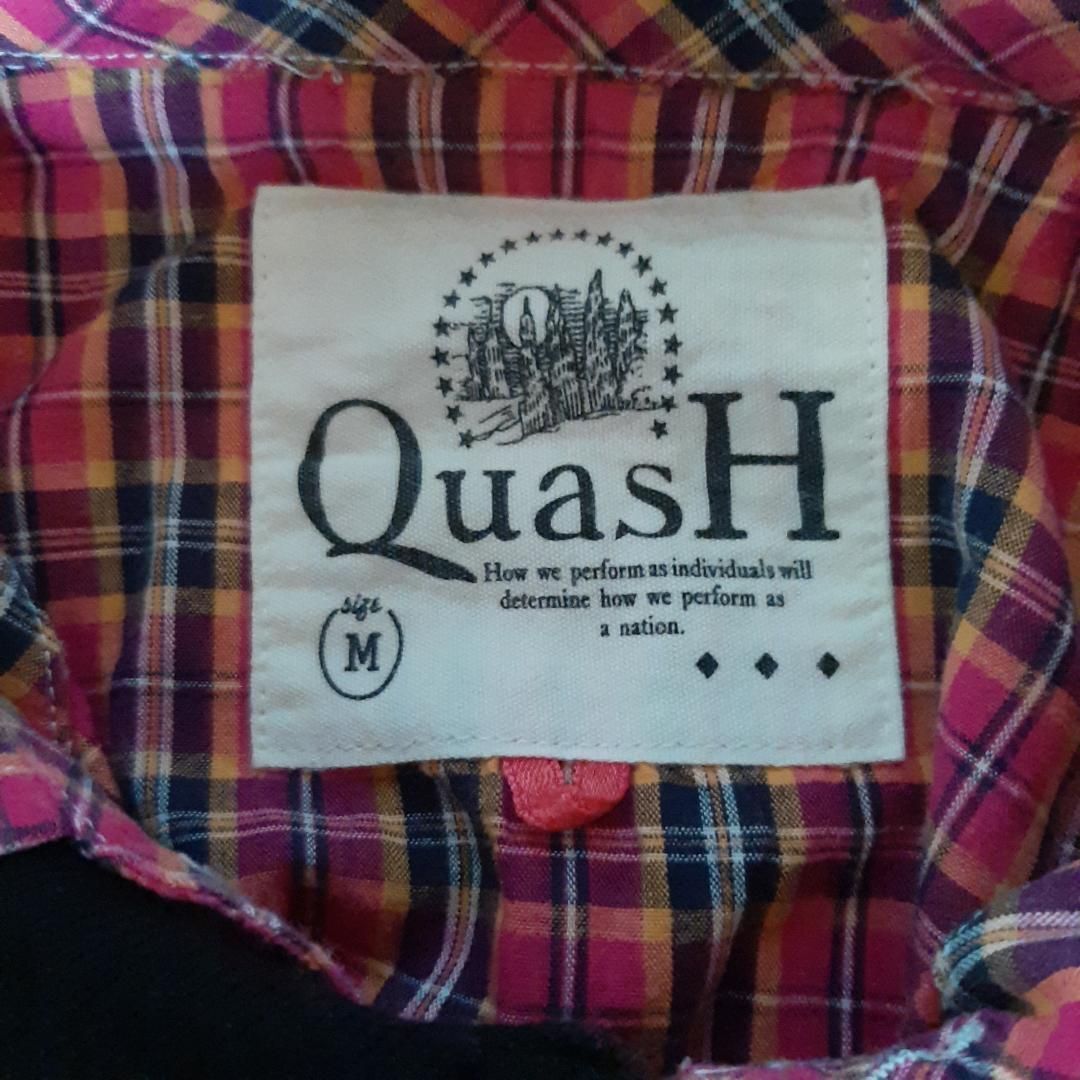 QuasH
How we perform as individuals will
determine how we perform as
a nation.
size
M